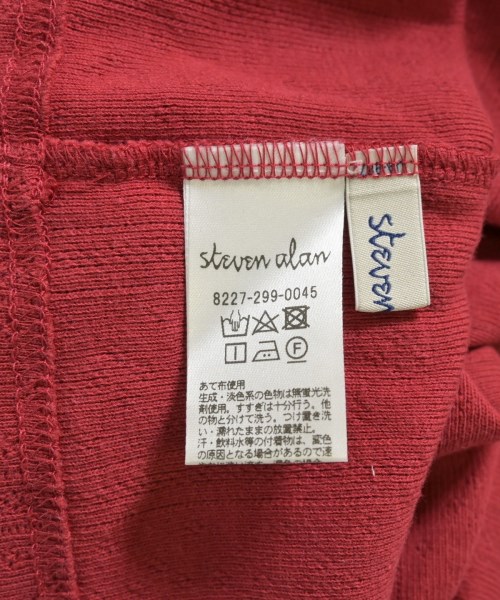 steven alan
8227-299-0045
あて布使用
生成・淡色系の色物は無蛍光洗
剤使用。すすぎは十分行う。他
の物と分けて洗う。つけ置き洗
い・濡れたままの放置禁止。
汗・飲料水等の付着物は、変色
の原因となる場合があるので速
steven